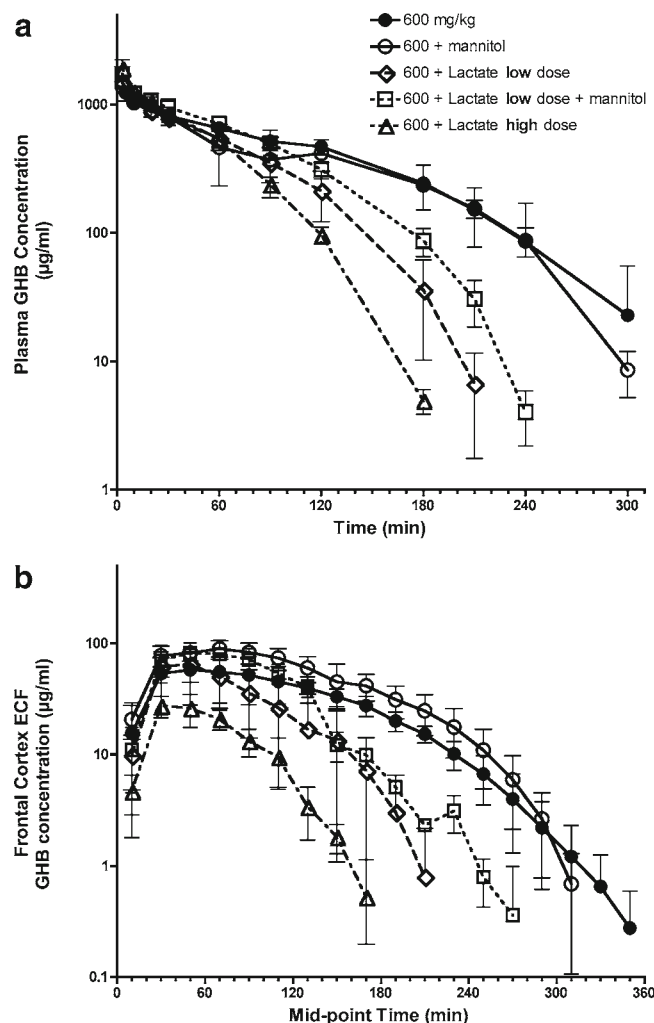 a
600 mg/kg
600 + mannitol
600 + Lactate low dose
600 + Lactate low dose + mannitol
600 + Lactate high dose
Plasma GHB Concentration
(µg/ml)
1000
100
10
1
0 60 120 180 240 300
Time (min)
b
Frontal Cortex ECF
GHB concentration (µg/ml)
100
10
1
0.1
0 60 120 180 240 300 360
Mid-point Time (min)